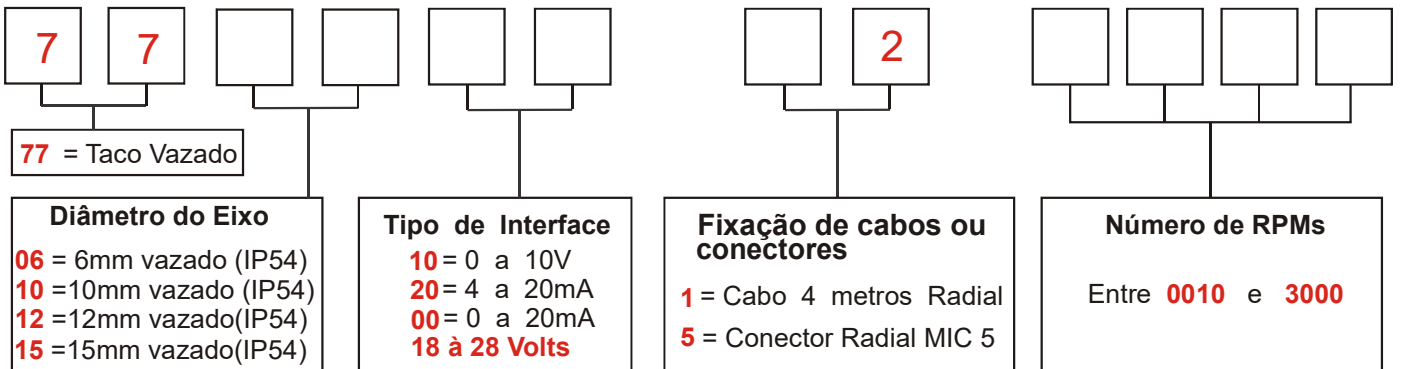 7 7 2
77 = Taco Vazado
Diâmetro do Eixo
06 = 6mm vazado (IP54)
10 =10mm vazado (IP54)
12 =12mm vazado(IP54)
15 =15mm vazado(IP54)
Tipo de Interface
10 = 0 a 10V
20 = 4 a 20mA
00 = 0 a 20mA
18 à 28 Volts
Fixação de cabos ou
conectores
1 = Cabo 4 metros Radial
5 = Conector Radial MIC 5
Número de RPMs
Entre 0010 e 3000